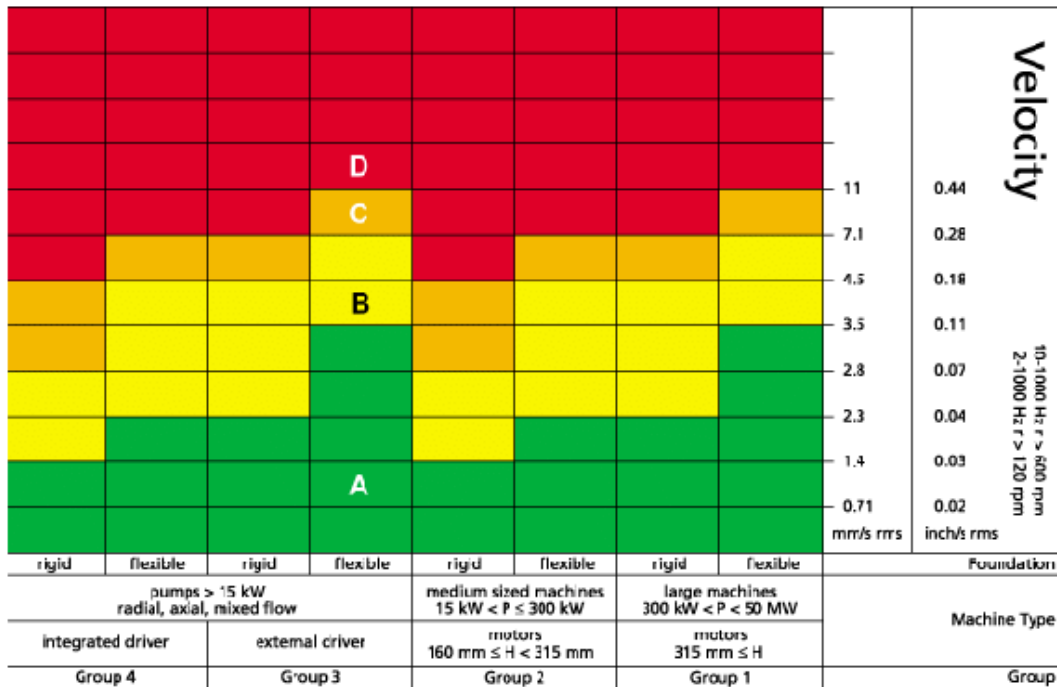 D
C
B
A
11 0.44
7.1 0.28
4.5 0.18
3.5 0.11
2.8 0.07
2.3 0.04
1.4 0.03
0.71 0.02
mm/s rms inch/s rms
Velocity
10-1000 Hz r > 600 rpm
2-1000 Hz r > 120 rpm
rigid flexible rigid flexible rigid flexible rigid flexible Foundation
pumps > 15 kW medium sized machines large machines
radial, axial, mixed flow 15 kW < P ≤ 300 kW 300 kW < P < 50 MW
Machine Type
integrated driver external driver motors motors
160 mm ≤ H < 315 mm 315 mm ≤ H
Group 4 Group 3 Group 2 Group 1 Group